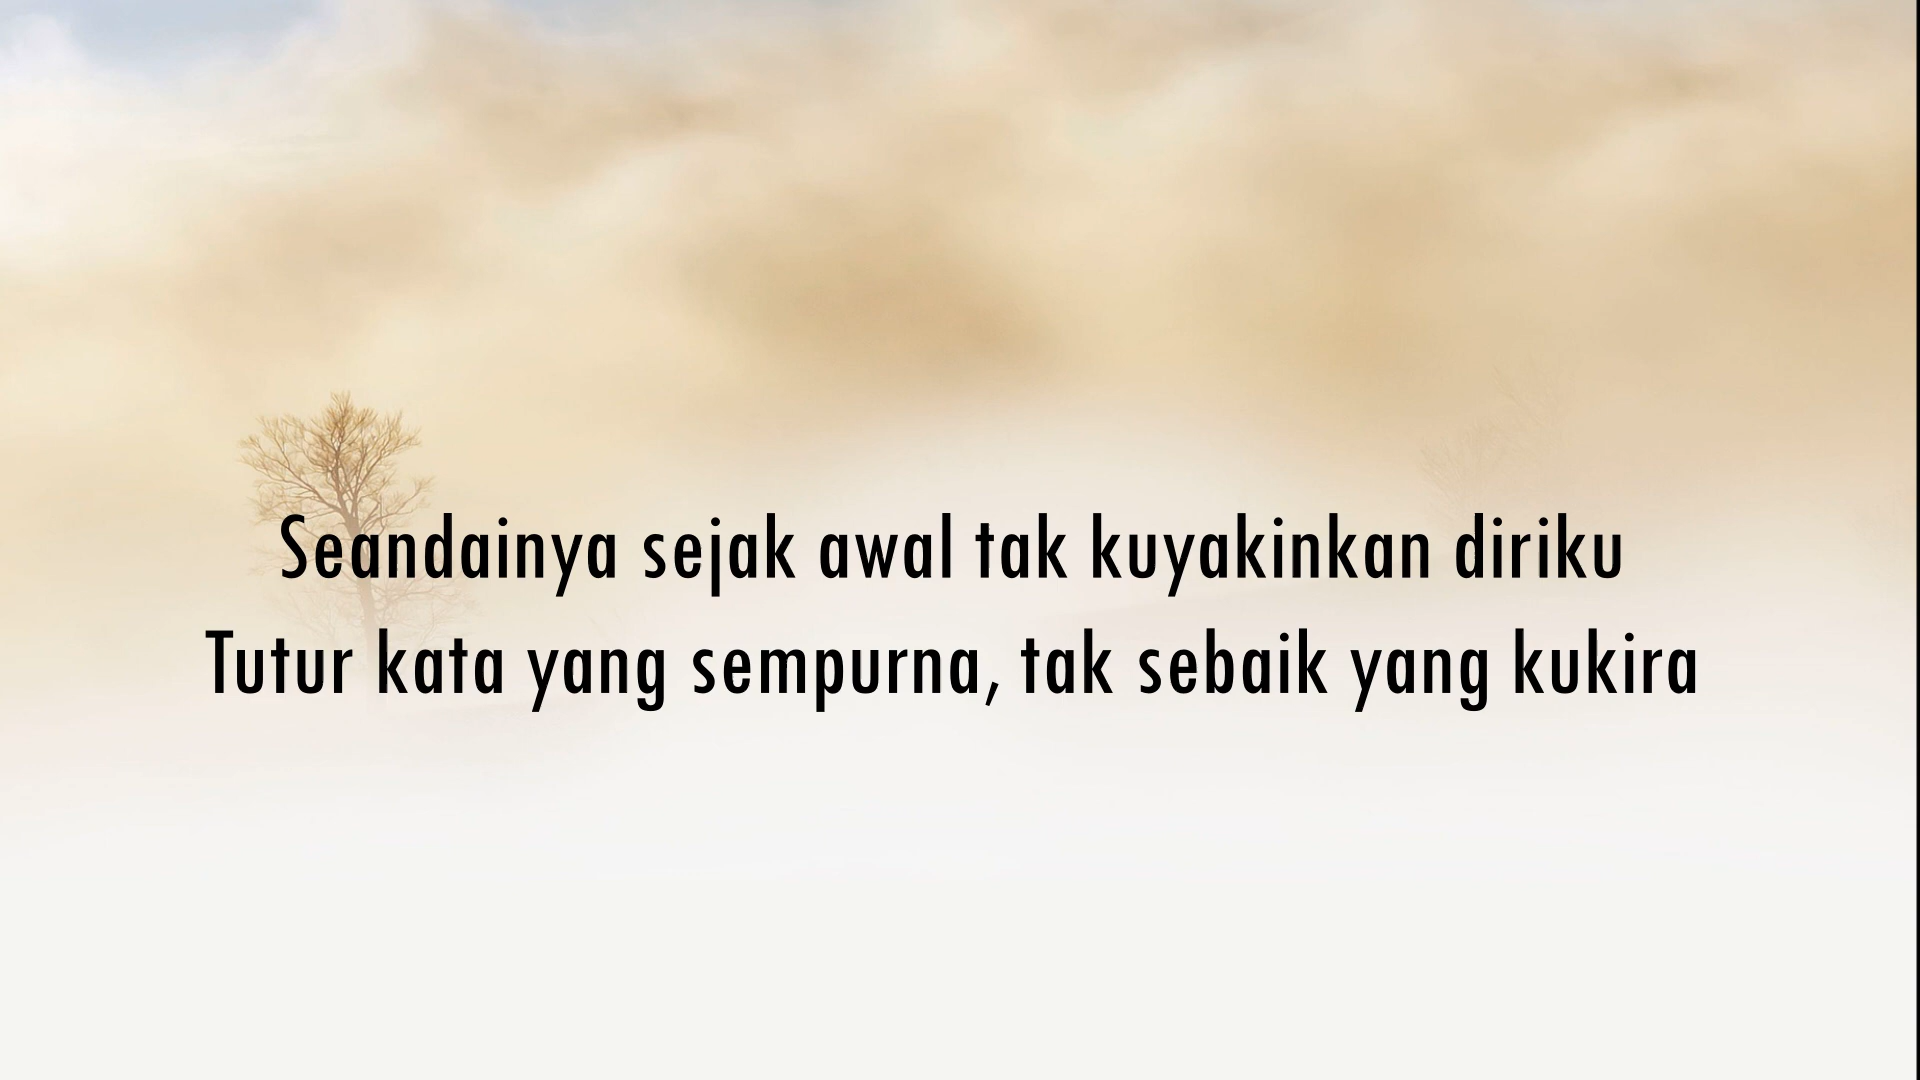 Seandainya sejak awal tak kuyakinkan diriku
Tutur kata yang sempurna, tak sebaik yang kukira